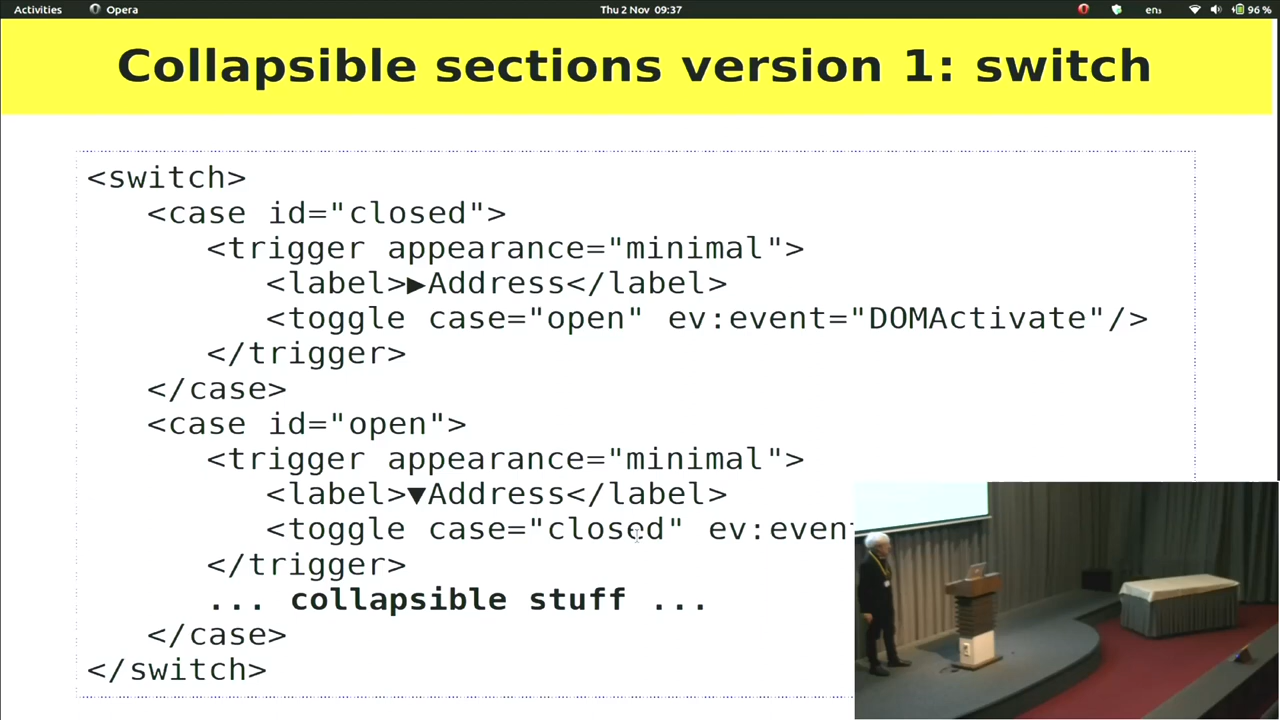 Activities Opera Thu 2 Nov 09:37 en₃ 96 %
Collapsible sections version 1: switch
<switch>
<case id="closed">
<trigger appearance="minimal">
<label>▶Address</label>
<toggle case="open" ev:event="DOMActivate"/>
</trigger>
</case>
<case id="open">
<trigger appearance="minimal">
<label>▼Address</label>
<toggle case="closed" ev:even
</trigger>
... collapsible stuff ...
</case>
</switch>